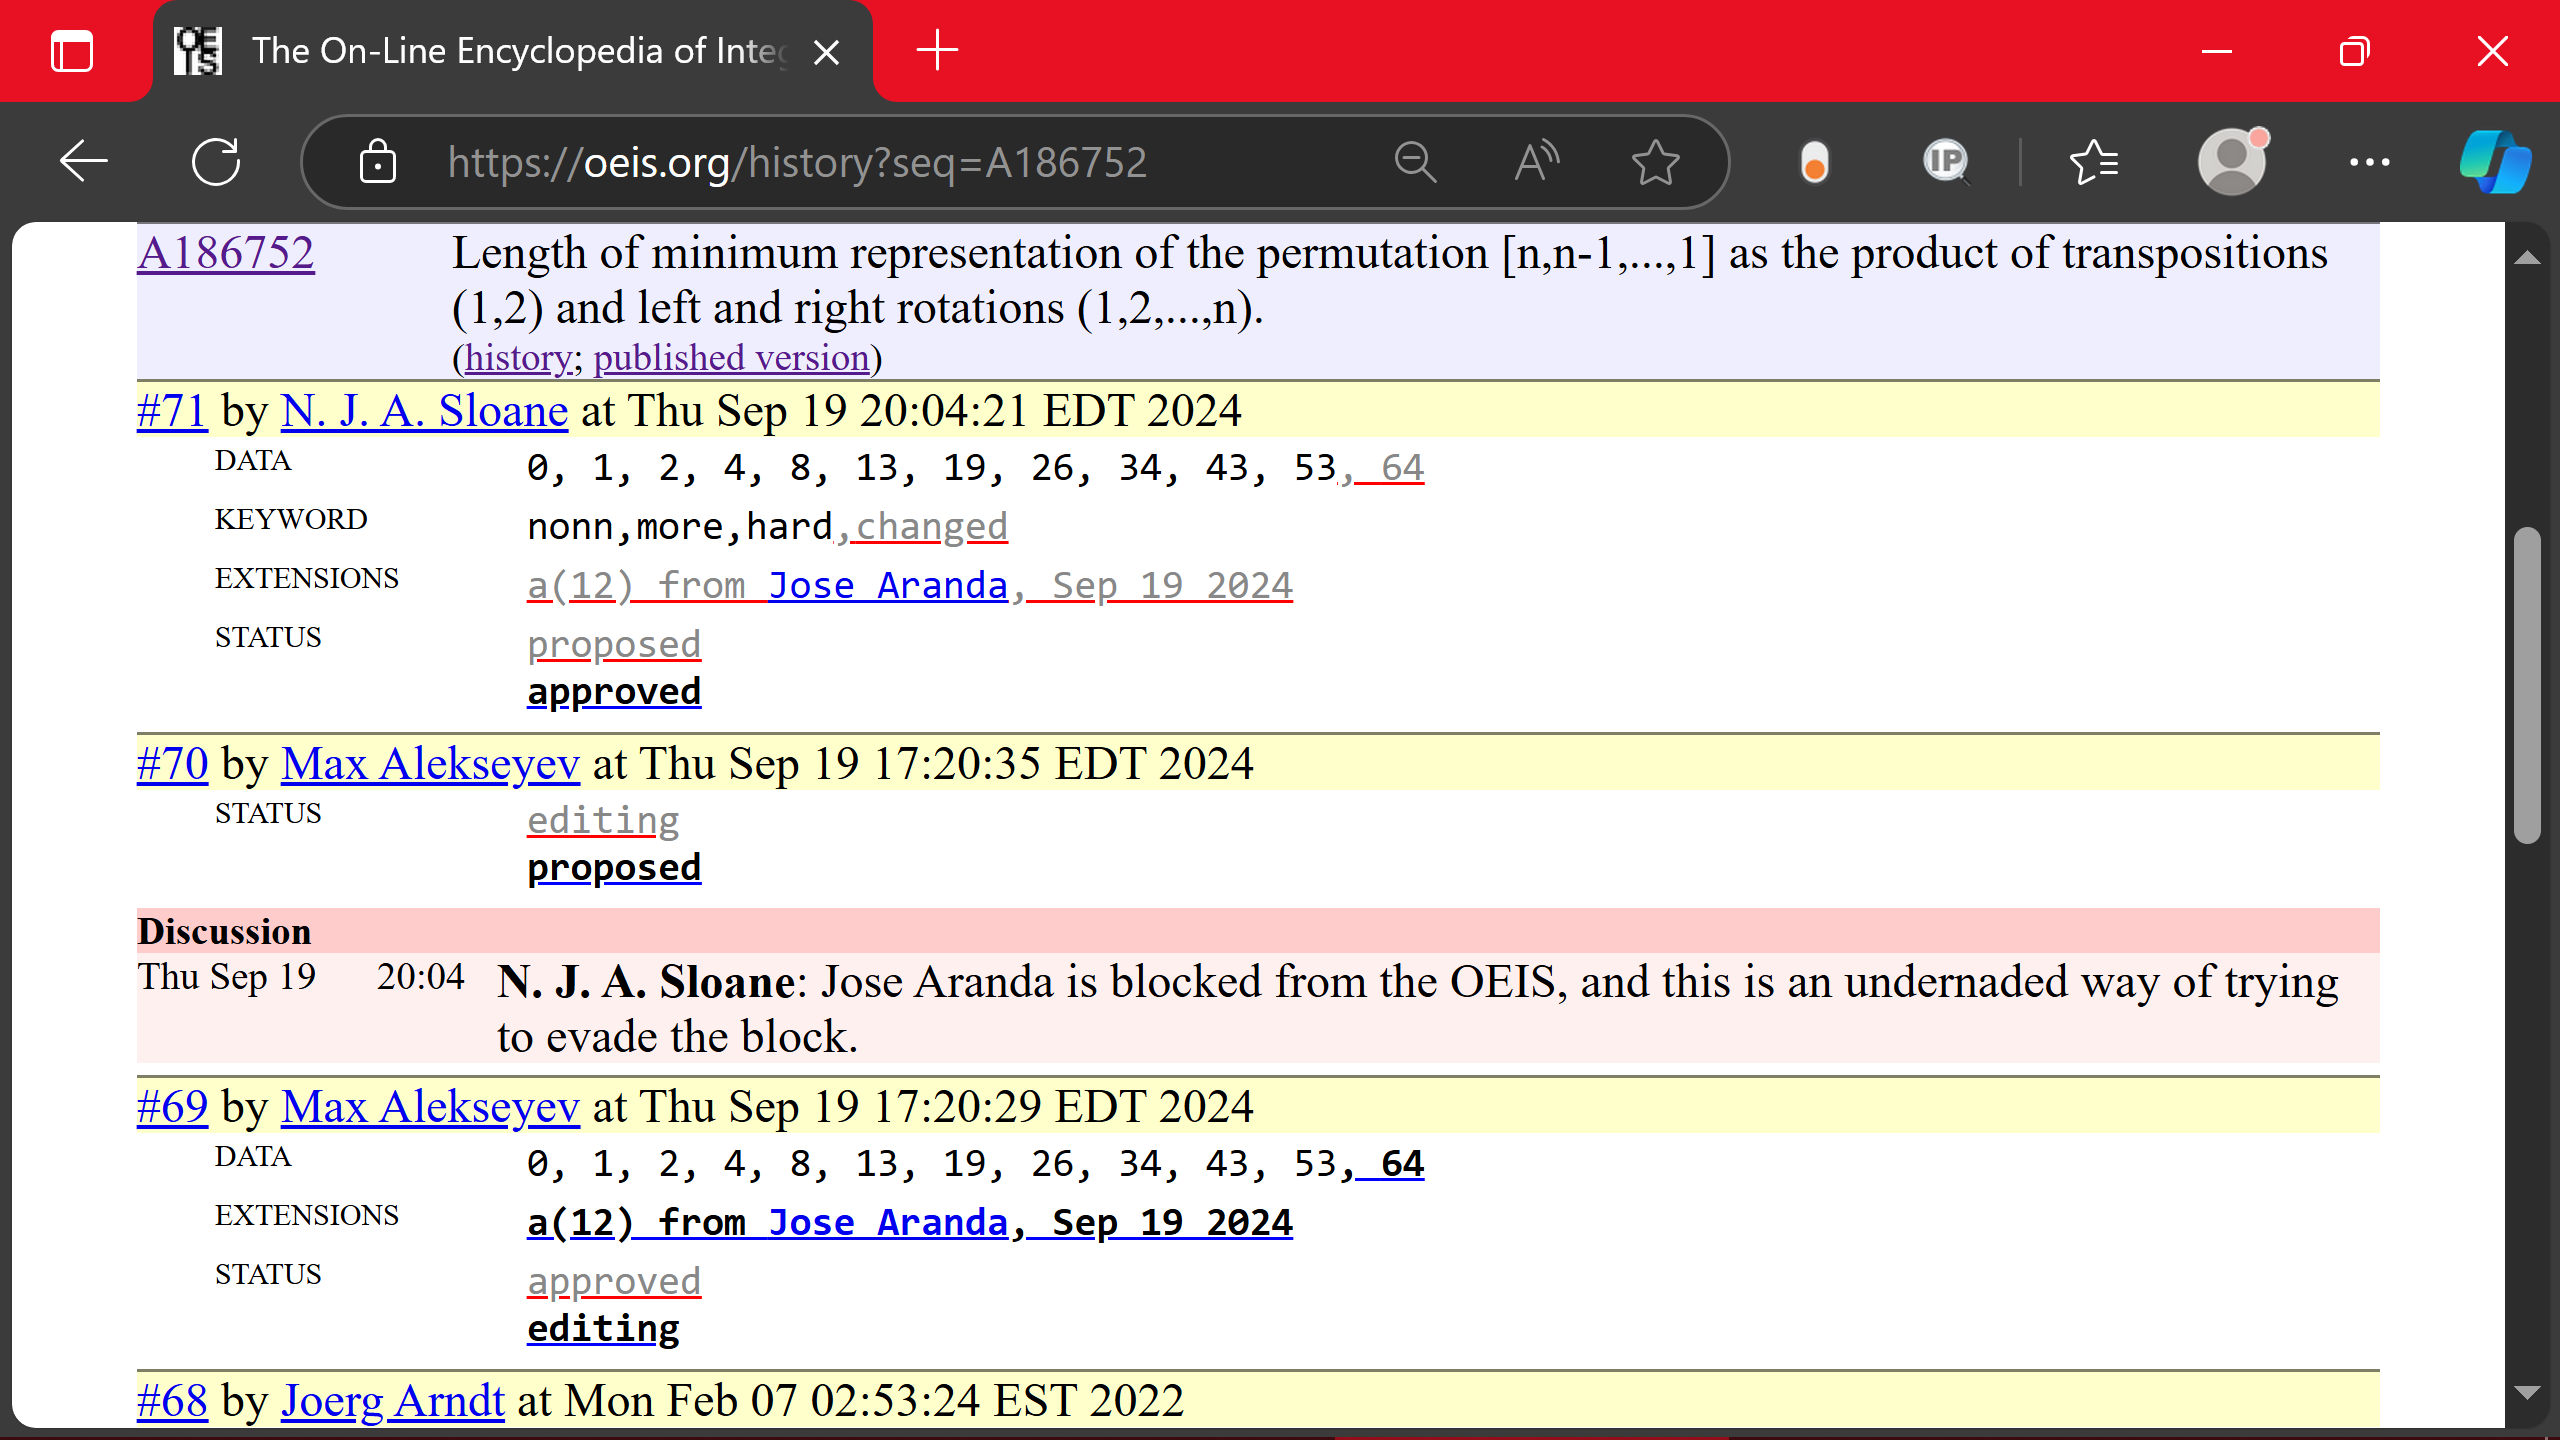 The On-Line Encyclopedia of Inte
https://oeis.org/history?seq=A186752
A186752 Length of minimum representation of the permutation [n,n-1,...,1] as the product of transpositions
(1,2) and left and right rotations (1,2,...,n).
(history; published version)
#71 by N. J. A. Sloane at Thu Sep 19 20:04:21 EDT 2024
DATA 0, 1, 2, 4, 8, 13, 19, 26, 34, 43, 53, 64
KEYWORD nonn,more,hard,changed
EXTENSIONS a(12) from Jose Aranda, Sep 19 2024
STATUS proposed
approved
#70 by Max Alekseyev at Thu Sep 19 17:20:35 EDT 2024
STATUS editing
proposed
Discussion
Thu Sep 19 20:04 N. J. A. Sloane: Jose Aranda is blocked from the OEIS, and this is an undernaded way of trying
to evade the block.
#69 by Max Alekseyev at Thu Sep 19 17:20:29 EDT 2024
DATA 0, 1, 2, 4, 8, 13, 19, 26, 34, 43, 53, 64
EXTENSIONS a(12) from Jose Aranda, Sep 19 2024
STATUS approved
editing
#68 by Joerg Arndt at Mon Feb 07 02:53:24 EST 2022